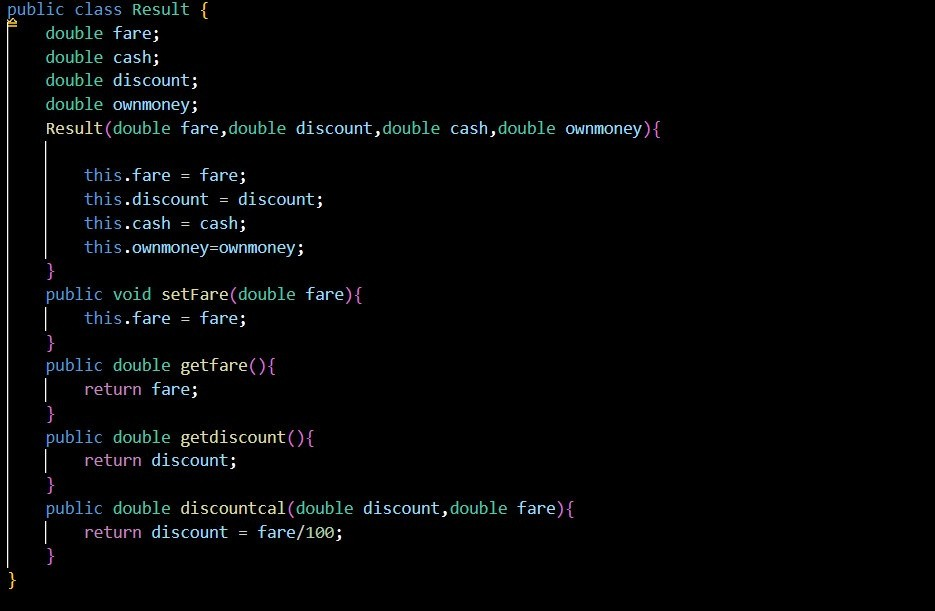 public class Result {
    double fare;
    double cash;
    double discount;
    double ownmoney;
    Result(double fare,double discount,double cash,double ownmoney){

        this.fare = fare;
        this.discount = discount;
        this.cash = cash;
        this.ownmoney=ownmoney;
    }
    public void setFare(double fare){
        this.fare = fare;
    }
    public double getfare(){
        return fare;
    }
    public double getdiscount(){
        return discount;
    }
    public double discountcal(double discount,double fare){
        return discount = fare/100;
    }
}